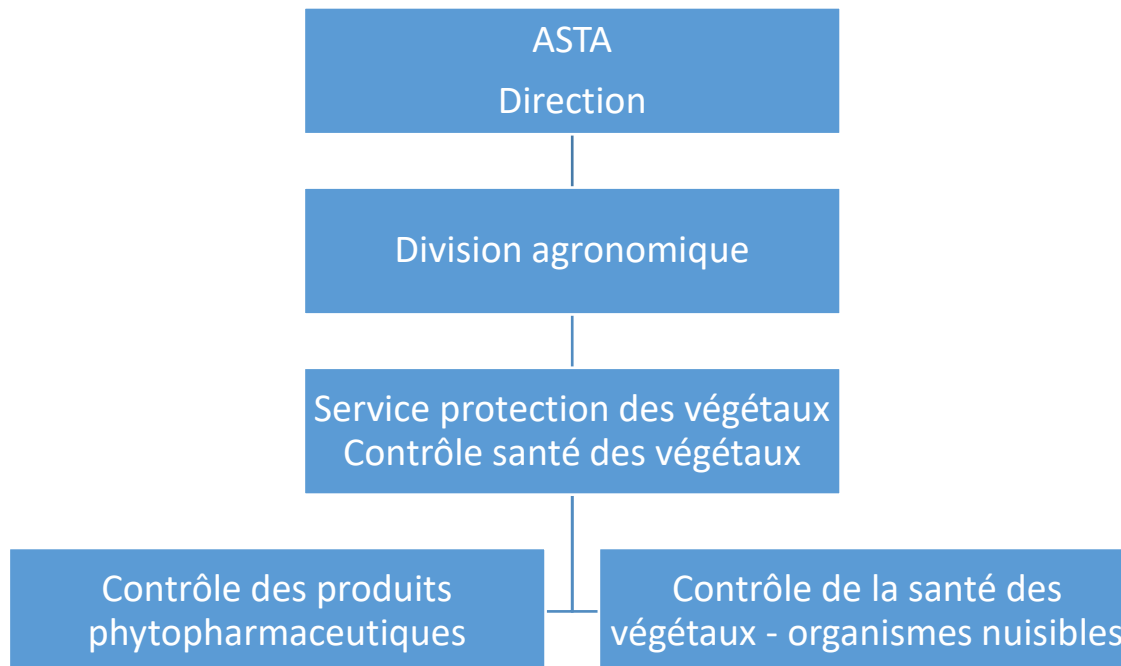 ASTA
Direction
Division agronomique
Service protection des végétaux
Contrôle santé des végétaux
Contrôle des produits
phytopharmaceutiques
Contrôle de la santé des
végétaux - organismes nuisibles